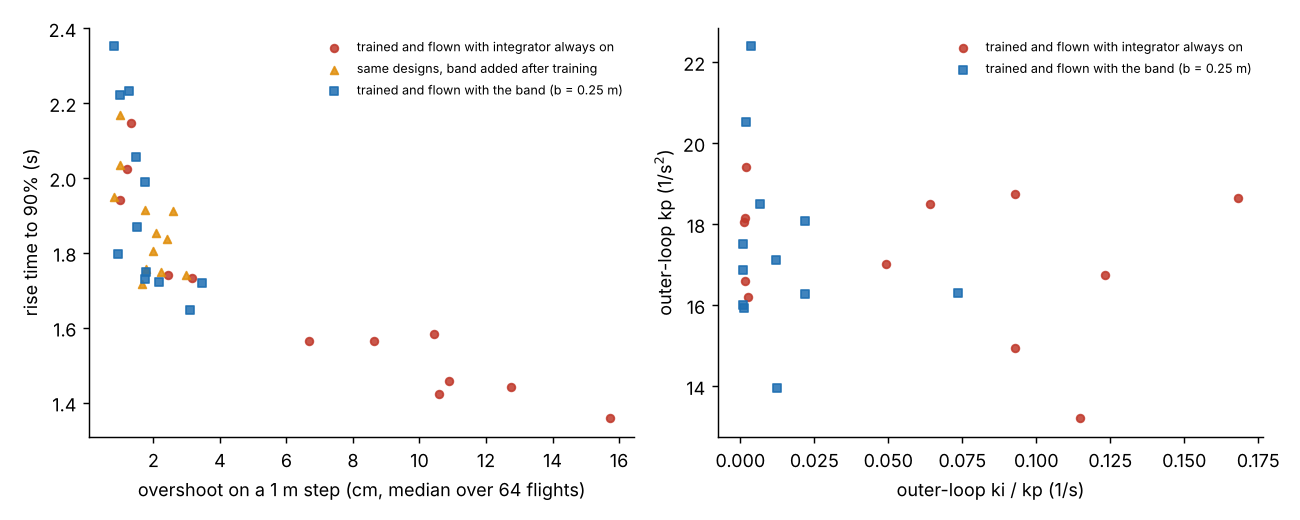 2.4
2.2
2.0
1.8
1.6
1.4
rise time to 90% (s)
trained and flown with integrator always on
same designs, band added after training
trained and flown with the band (b = 0.25 m)
2 4 6 8 10 12 14 16
overshoot on a 1 m step (cm, median over 64 flights)
22
20
18
16
14
outer-loop kp (1/s²)
trained and flown with integrator always on
trained and flown with the band (b = 0.25 m)
0.000 0.025 0.050 0.075 0.100 0.125 0.150 0.175
outer-loop ki / kp (1/s)